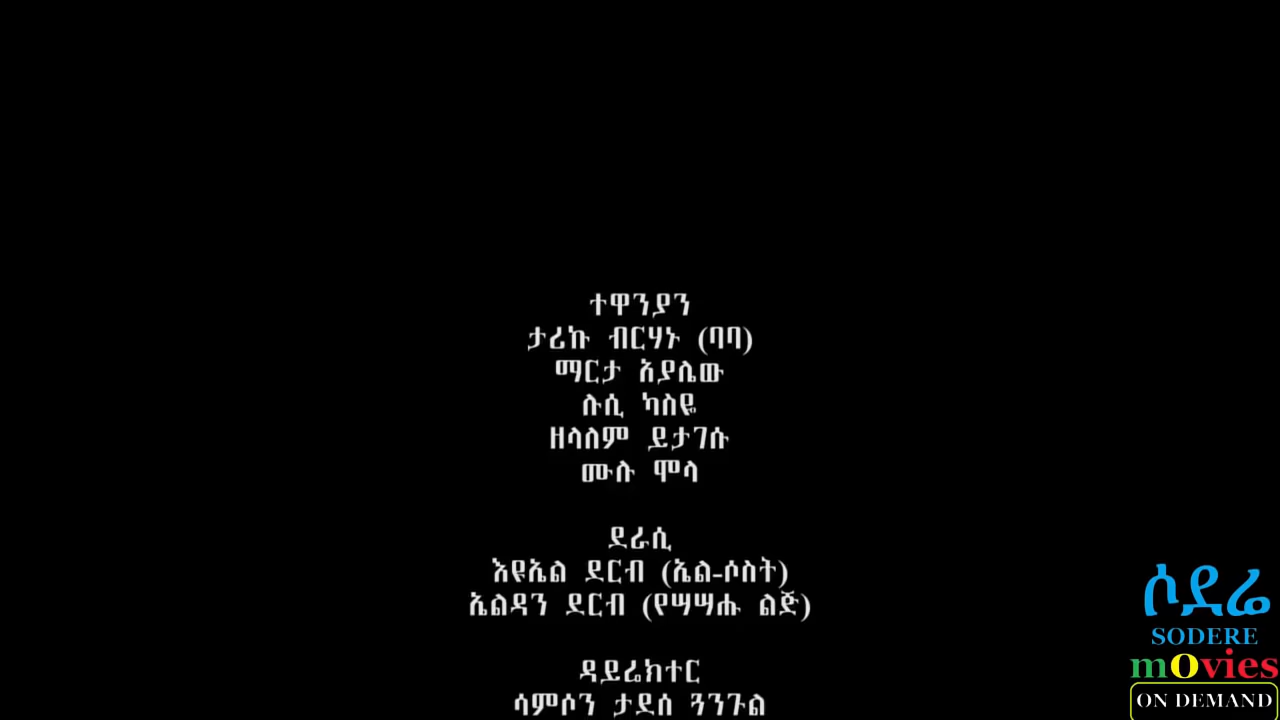 ተዋንያን
ታሪኩ ብርሃኑ (ባባ)
ማርታ አያሌው
ሉሲ ካስዬ
ዘላለም ይታገሱ
ሙሉ ሞላ
ደራሲ
እዩኤል ደርብ (ኤል-ሶስት)
ኤልዳን ደርብ (የሣሣሑ ልጅ)
ዳይሬክተር
ሳምሶን ታደሰ ጓንጉል
ሶደሬ
SODERE
mOvies
ON DEMAND